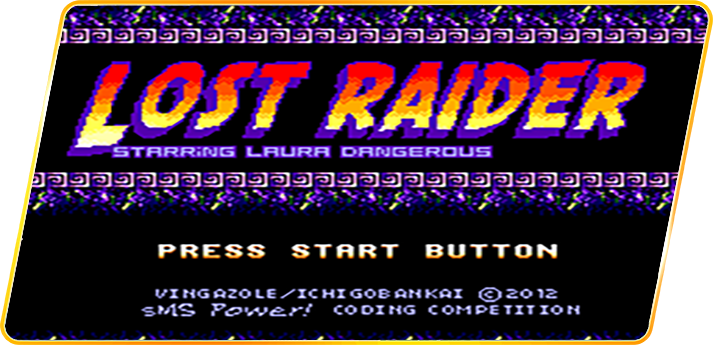 LOST RAIDER
STARRING LAURA DANGEROUS
PRESS START BUTTON
VINGAZOLE/ICHIGOBANKAI ©2012
SMS Power! CODING COMPETITION